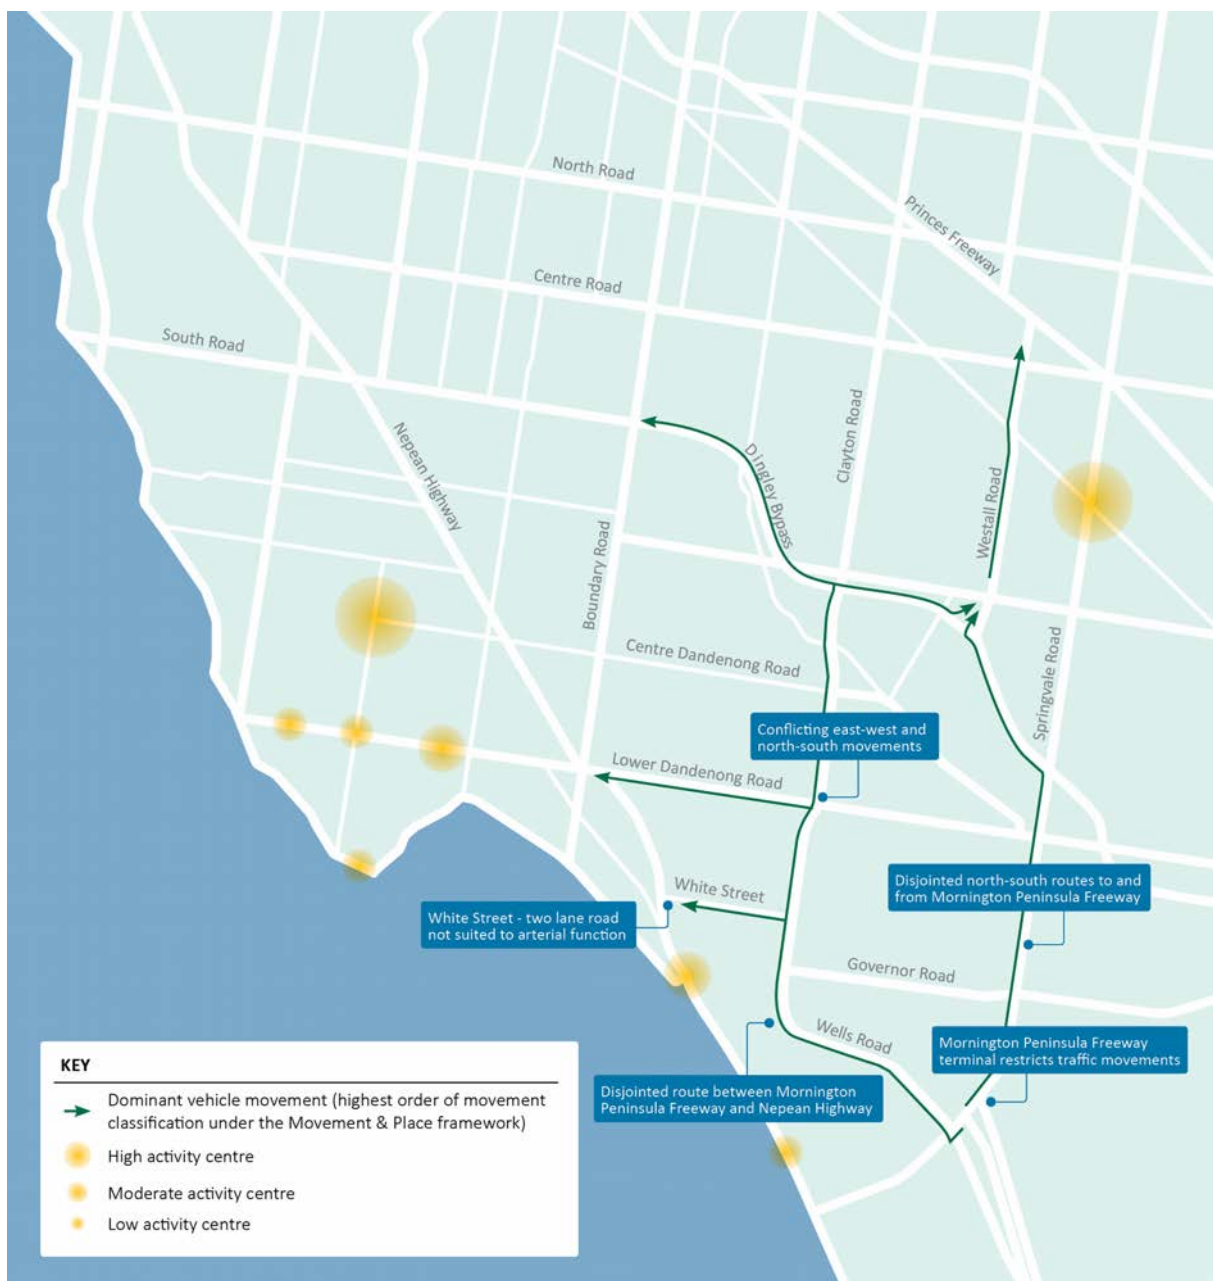 North Road
Princes Freeway
Centre Road
South Road
Nepean Highway
Dingley Bypass
Clayton Road
Westall Road
Boundary Road
Centre Dandenong Road
Springvale Road
Conflicting east-west and
north-south movements
Lower Dandenong Road
White Street
Disjointed north-south routes to and
from Mornington Peninsula Freeway
White Street - two lane road
not suited to arterial function
Governor Road
Wells Road
Mornington Peninsula Freeway
terminal restricts traffic movements
Disjointed route between Mornington
Peninsula Freeway and Nepean Highway
KEY
Dominant vehicle movement (highest order of movement
classification under the Movement & Place framework)
High activity centre
Moderate activity centre
Low activity centre